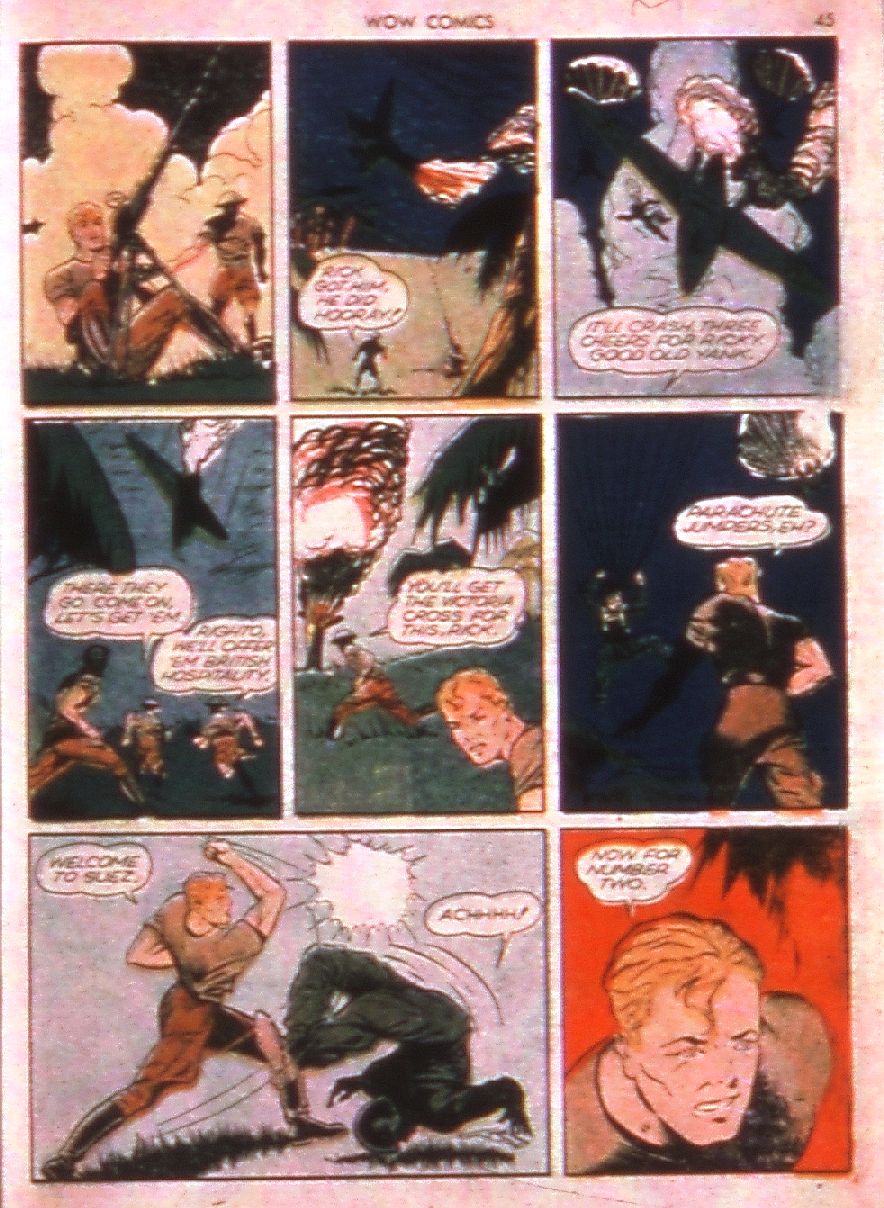 WOW COMICS
45
RICK
GOT HIM.
HE DID
HOORAY!
IT'LL CRASH. THREE
CHEERS FOR RICKY.
GOOD OLD YANK.
THERE THEY
GO. COME ON,
LET'S GET 'EM.
RIGHTO,
WE'LL OFFER
'EM BRITISH
HOSPITALITY.
YOU'LL GET
THE VICTORIA
CROSS FOR
THIS, RICK.
PARACHUTE
JUMPERS, EH?
WELCOME
TO SUEZ.
ACHHHH!
NOW FOR
NUMBER
TWO.